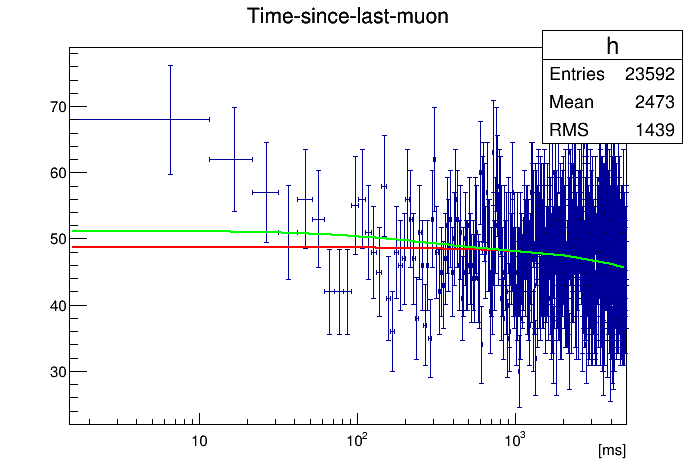 Time-since-last-muon
h
Entries 23592
Mean 2473
RMS 1439
70
60
50
40
30
10
10²
10³
[ms]